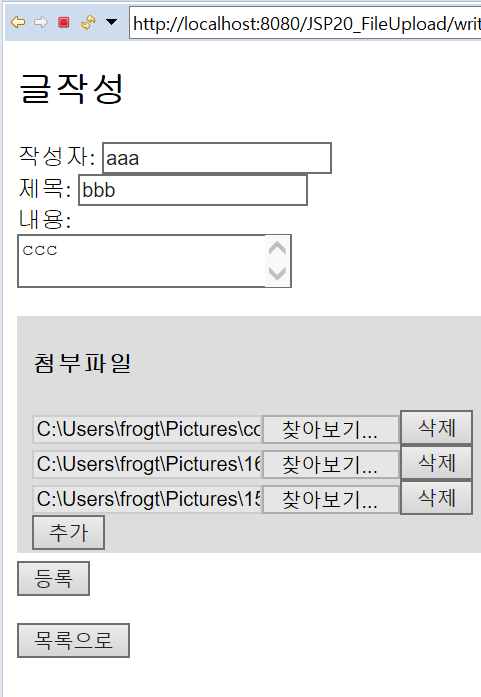 http://localhost:8080/JSP20_FileUpload/writ
글작성
작성자: aaa
제목: bbb
내용:
ccc
첨부파일
C:\Users\frogt\Pictures\cc 찾아보기... 삭제
C:\Users\frogt\Pictures\16 찾아보기... 삭제
C:\Users\frogt\Pictures\15 찾아보기... 삭제
추가
등록
목록으로